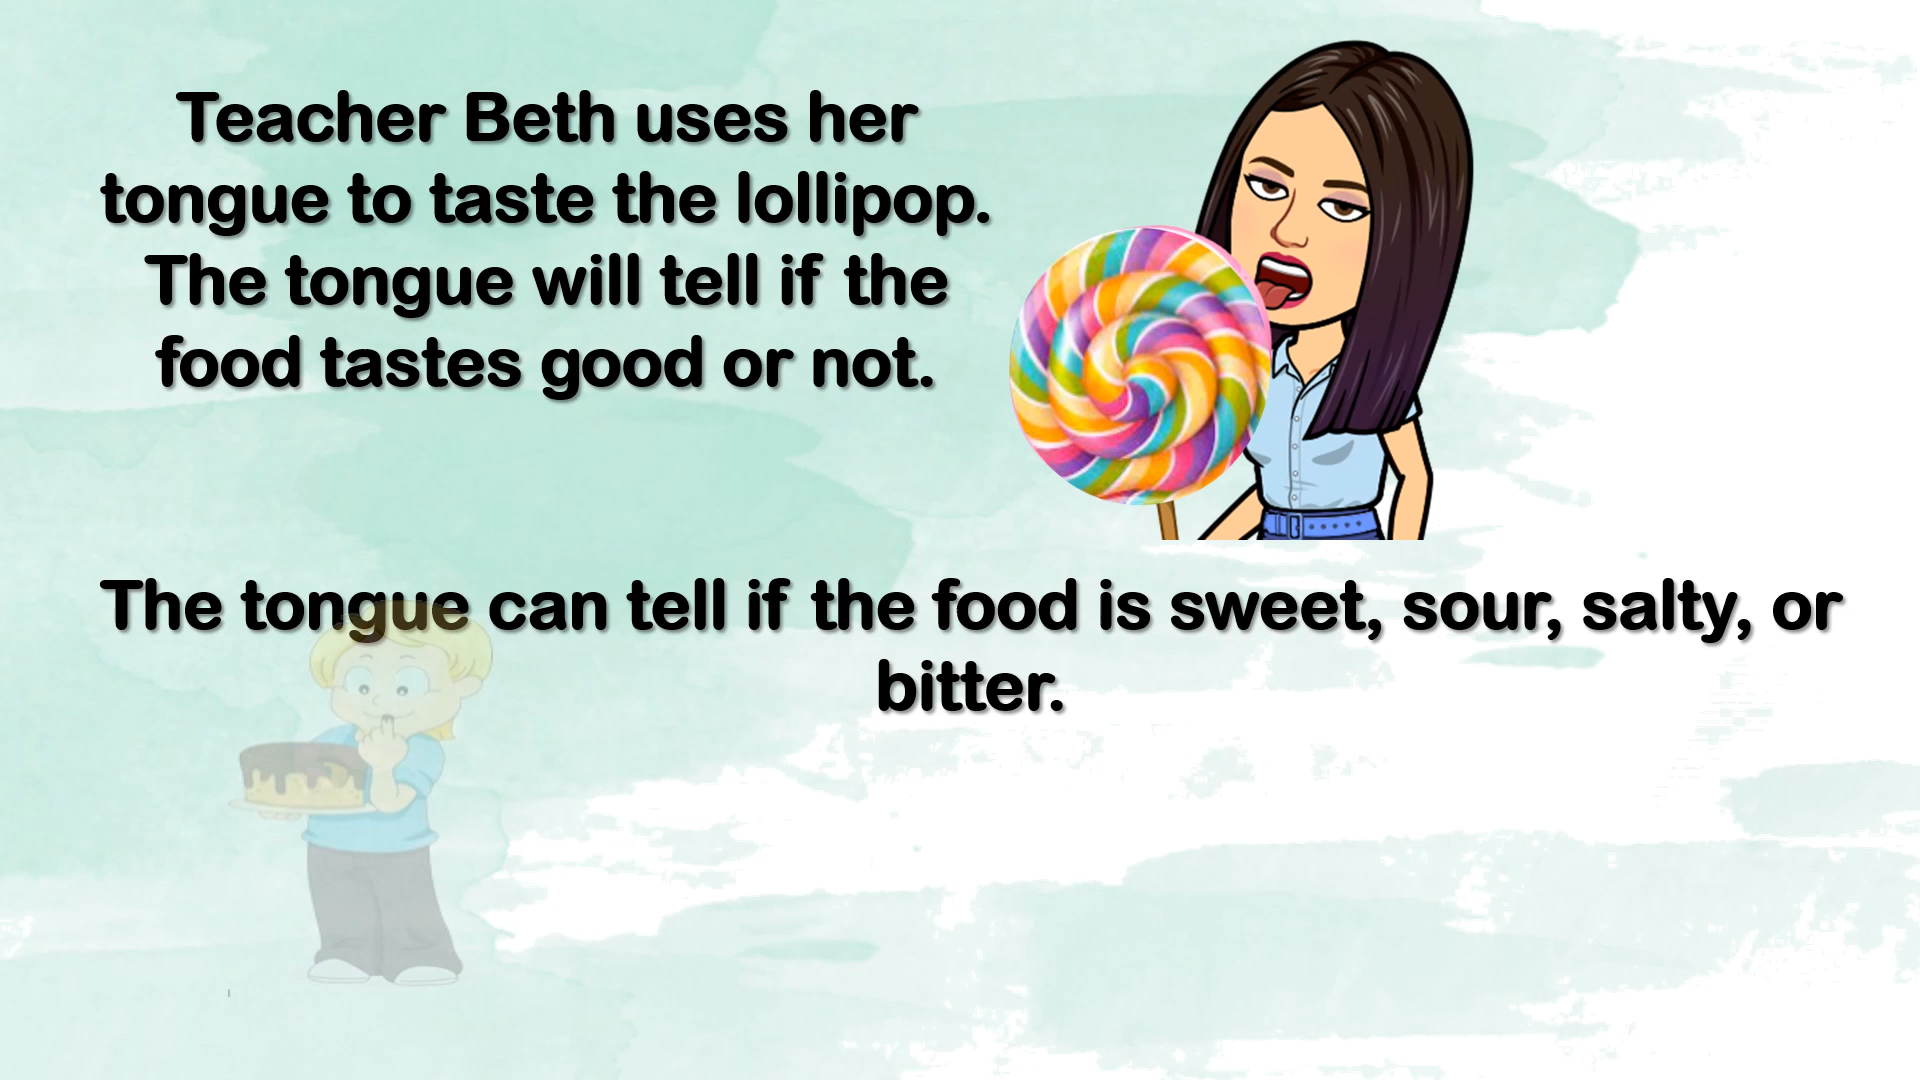 Teacher Beth uses her
tongue to taste the lollipop.
The tongue will tell if the
food tastes good or not.
The tongue can tell if the food is sweet, sour, salty, or
bitter.